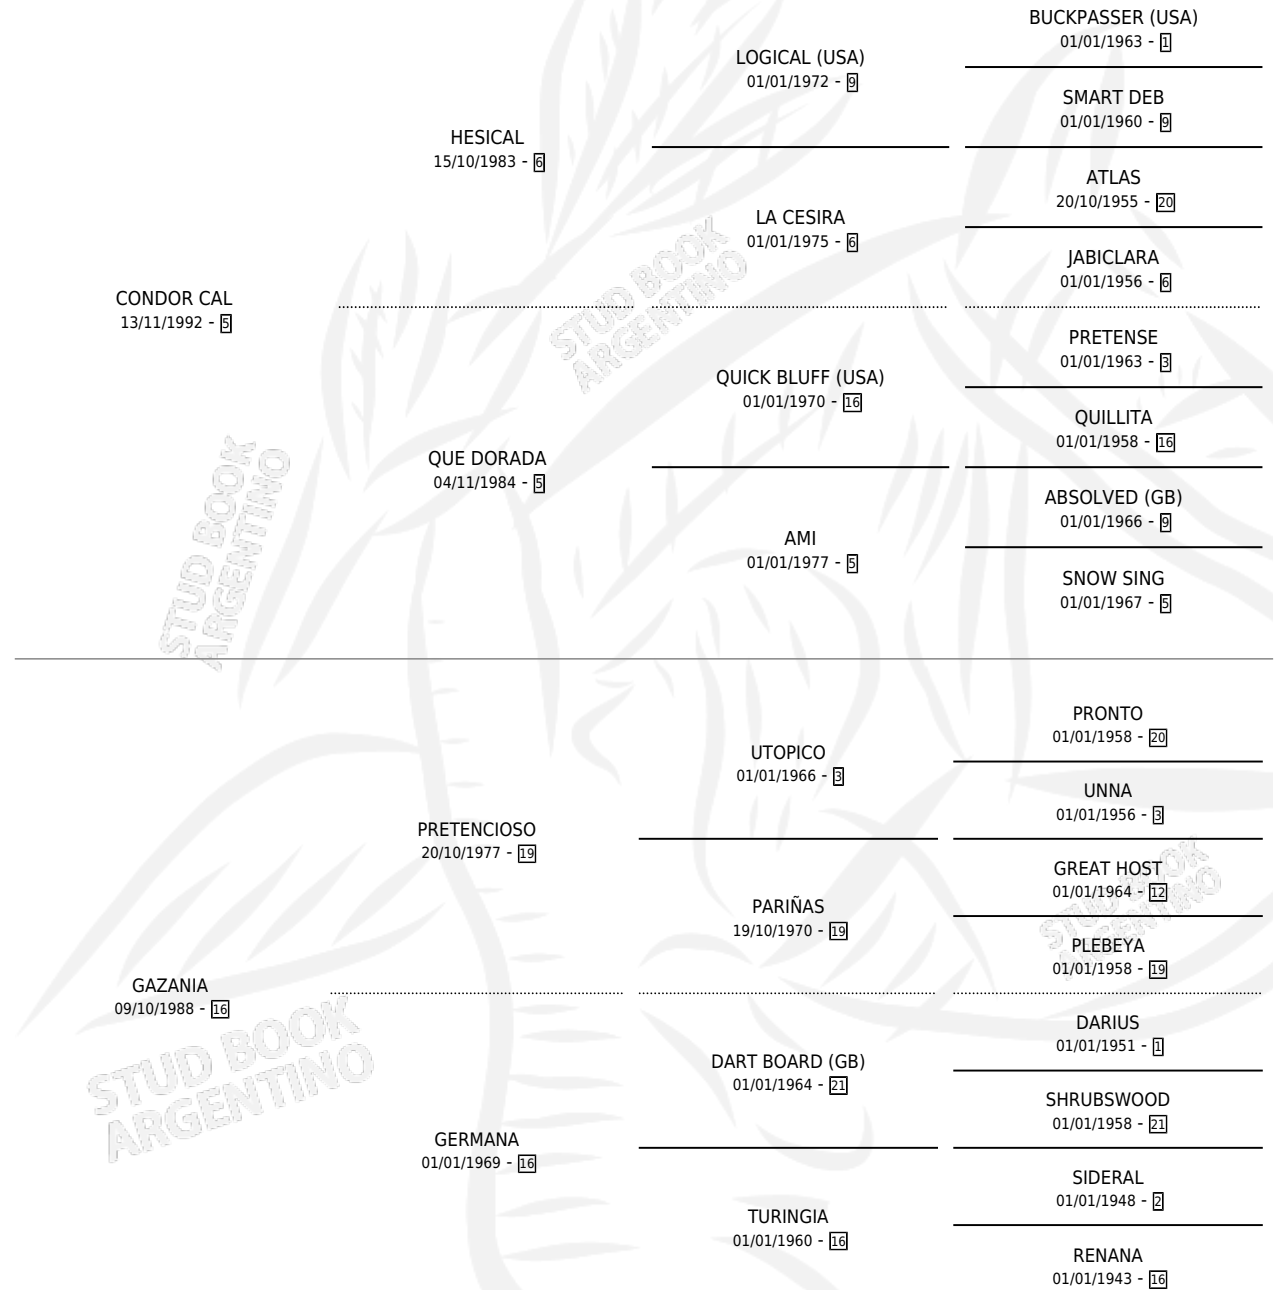 BUCKPASSER (USA)
01/01/1963 - 1
LOGICAL (USA)
01/01/1972 - 9
SMART DEB
01/01/1960 - 9
HESICAL
15/10/1983 - 6
ATLAS
20/10/1955 - 20
LA CESIRA
01/01/1975 - 6
JABICLARA
01/01/1956 - 6
CONDOR CAL
13/11/1992 - 5
PRETENSE
01/01/1963 - 3
QUICK BLUFF (USA)
01/01/1970 - 16
QUILLITA
01/01/1958 - 16
QUE DORADA
04/11/1984 - 5
ABSOLVED (GB)
01/01/1966 - 9
AMI
01/01/1977 - 5
SNOW SING
01/01/1967 - 5
PRONTO
01/01/1958 - 20
UTOPICO
01/01/1966 - 3
UNNA
01/01/1956 - 3
PRETENCIOSO
20/10/1977 - 19
GREAT HOST
01/01/1964 - 12
PARIÑAS
19/10/1970 - 19
PLEBEYA
01/01/1958 - 19
GAZANIA
09/10/1988 - 16
DARIUS
01/01/1951 - 1
DART BOARD (GB)
01/01/1964 - 21
SHRUBSWOOD
01/01/1958 - 21
GERMANA
01/01/1969 - 16
SIDERAL
01/01/1948 - 2
TURINGIA
01/01/1960 - 16
RENANA
01/01/1943 - 16
STUD BOOK
ARGENTINO
STUD BOOK
ARGENTINO
STUD BOOK
ARGENTINO
STUD BOOK
ARGENTINO